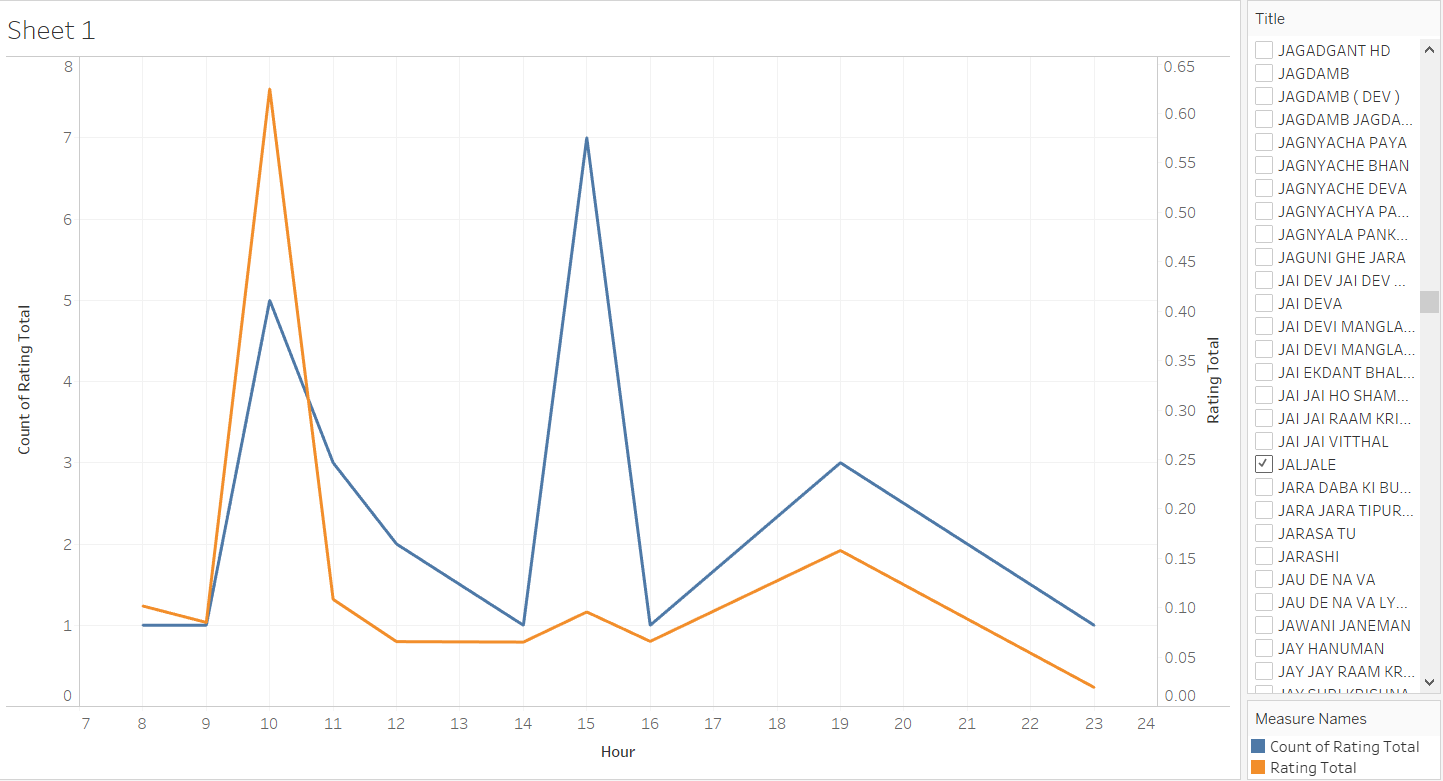 Sheet 1
8
7
6
5
4
3
2
1
0
Count of Rating Total
0.65
0.60
0.55
0.50
0.45
0.40
0.35
0.30
0.25
0.20
0.15
0.10
0.05
0.00
Rating Total
7 8 9 10 11 12 13 14 15 16 17 18 19 20 21 22 23 24
Hour
Title
JAGADGANT HD
JAGDAMB
JAGDAMB ( DEV )
JAGDAMB JAGDA...
JAGNYACHA PAYA
JAGNYACHE BHAN
JAGNYACHE DEVA
JAGNYACHYA PA...
JAGNYALA PANK...
JAGUNI GHE JARA
JAI DEV JAI DEV ...
JAI DEVA
JAI DEVI MANGLA...
JAI DEVI MANGLA...
JAI EKDANT BHAL...
JAI JAI HO SHAM...
JAI JAI RAAM KRI...
JAI JAI VITTHAL
JALJALE
JARA DABA KI BU...
JARA JARA TIPUR...
JARASA TU
JARASHI
JAU DE NA VA
JAU DE NA VA LY...
JAWANI JANEMAN
JAY HANUMAN
JAY JAY RAAM KR...
JAY SHRI KRISHNA
Measure Names
Count of Rating Total
Rating Total